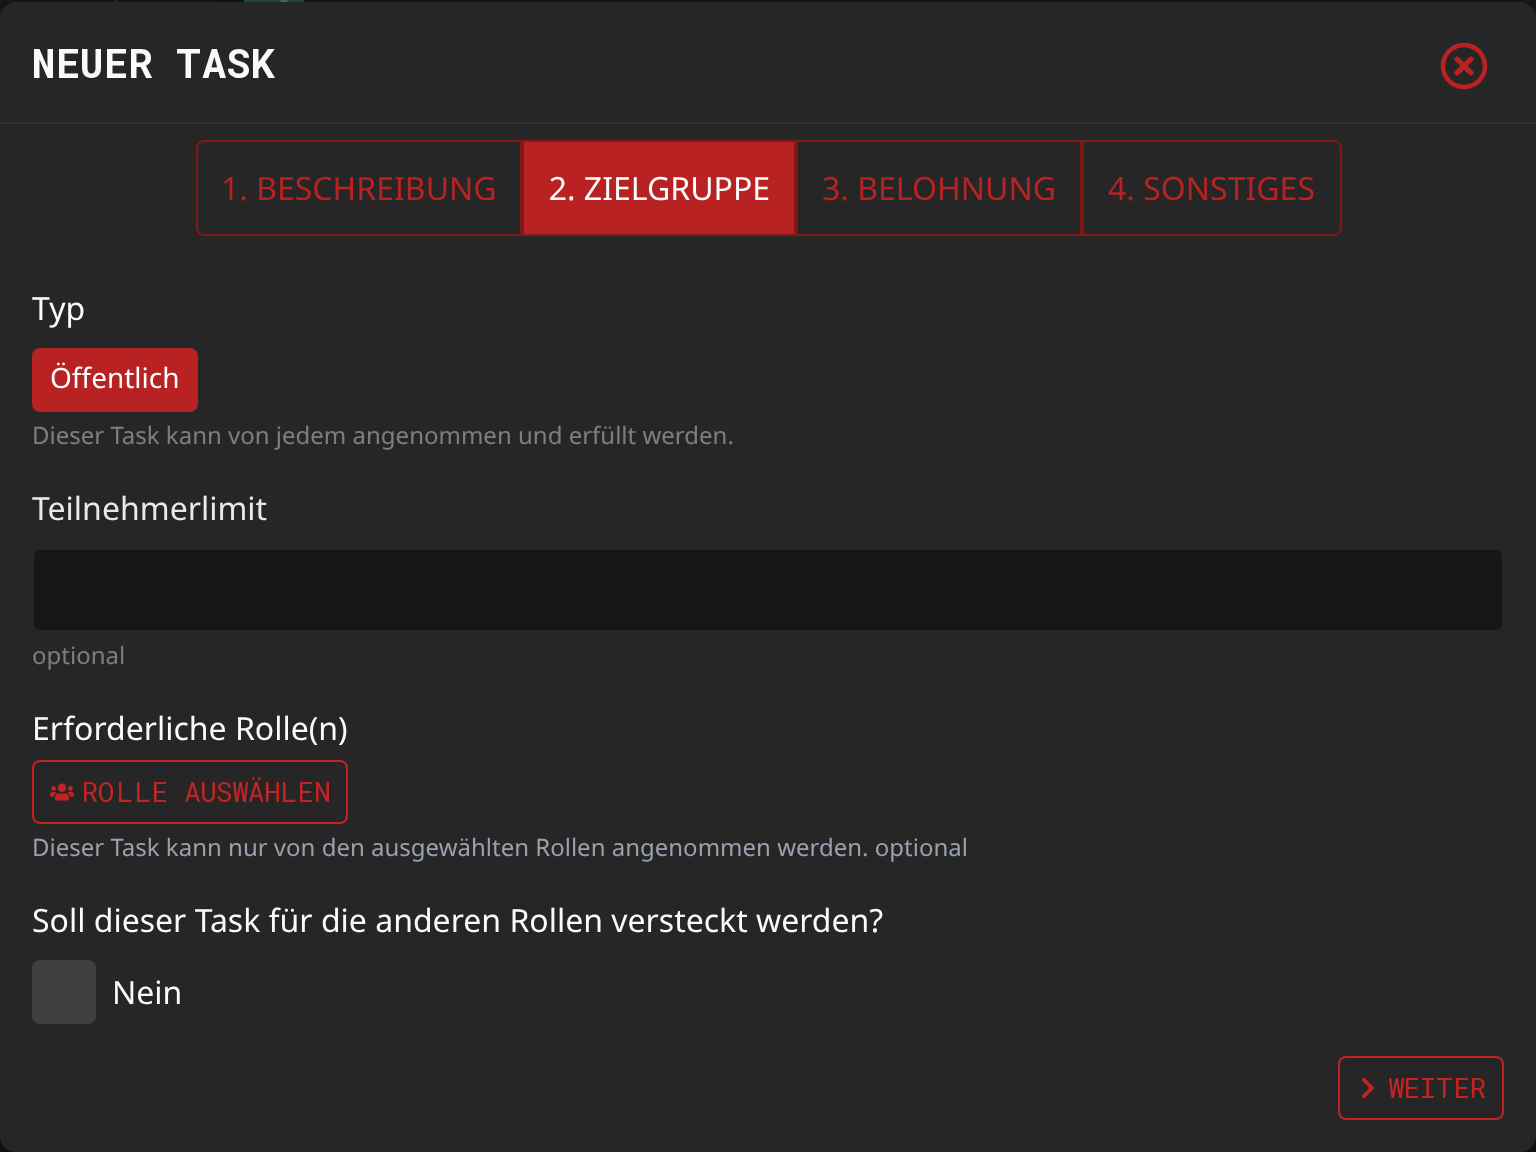 NEUER TASK
1. BESCHREIBUNG
2. ZIELGRUPPE
3. BELOHNUNG
4. SONSTIGES
Typ
Öffentlich
Dieser Task kann von jedem angenommen und erfüllt werden.
Teilnehmerlimit
optional
Erforderliche Rolle(n)
ROLLE AUSWÄHLEN
Dieser Task kann nur von den ausgewählten Rollen angenommen werden. optional
Soll dieser Task für die anderen Rollen versteckt werden?
Nein
WEITER